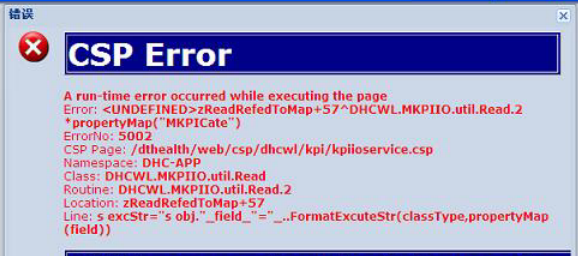 错误
CSP Error
A run-time error occurred while executing the page
Error: <UNDEFINED>zReadRefedToMap+57^DHCWL.MKPIIO.util.Read.2
*propertyMap("MKPICate")
ErrorNo: 5002
CSP Page: /dthealth/web/csp/dhcwl/kpi/kpiioservice.csp
Namespace: DHC-APP
Class: DHCWL.MKPIIO.util.Read
Routine: DHCWL.MKPIIO.util.Read.2
Location: zReadRefedToMap+57
Line: s excStr="s obj."_field_"="_..FormatExcuteStr(classType,propertyMap
(field))